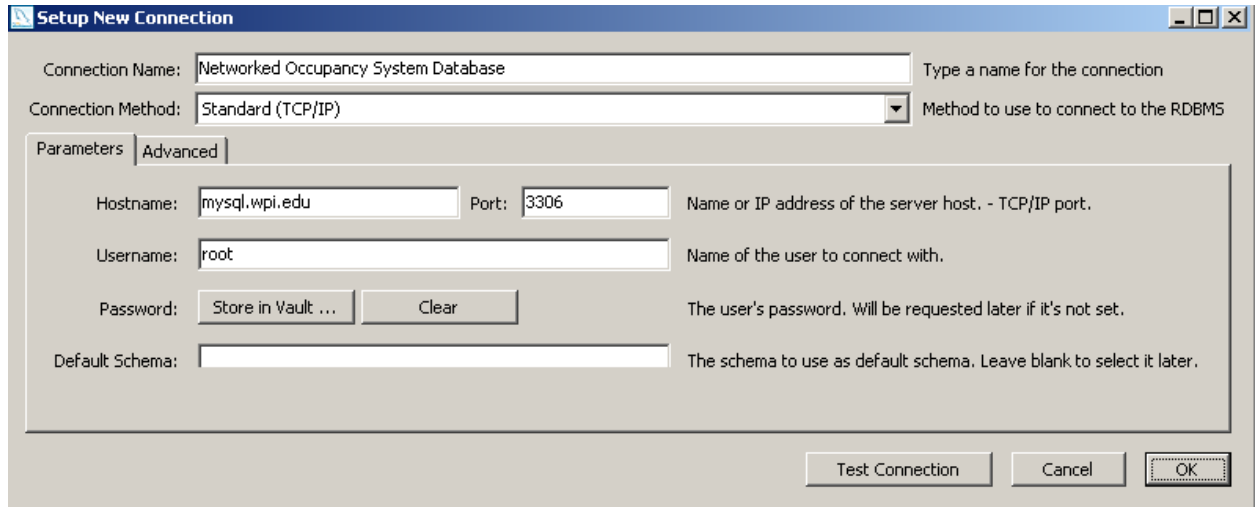 Setup New Connection
Connection Name: Networked Occupancy System Database Type a name for the connection
Connection Method: Standard (TCP/IP) Method to use to connect to the RDBMS
Parameters Advanced
Hostname: mysql.wpi.edu Port: 3306 Name or IP address of the server host. - TCP/IP port.
Username: root Name of the user to connect with.
Password: Store in Vault ... Clear The user's password. Will be requested later if it's not set.
Default Schema: The schema to use as default schema. Leave blank to select it later.
Test Connection Cancel OK